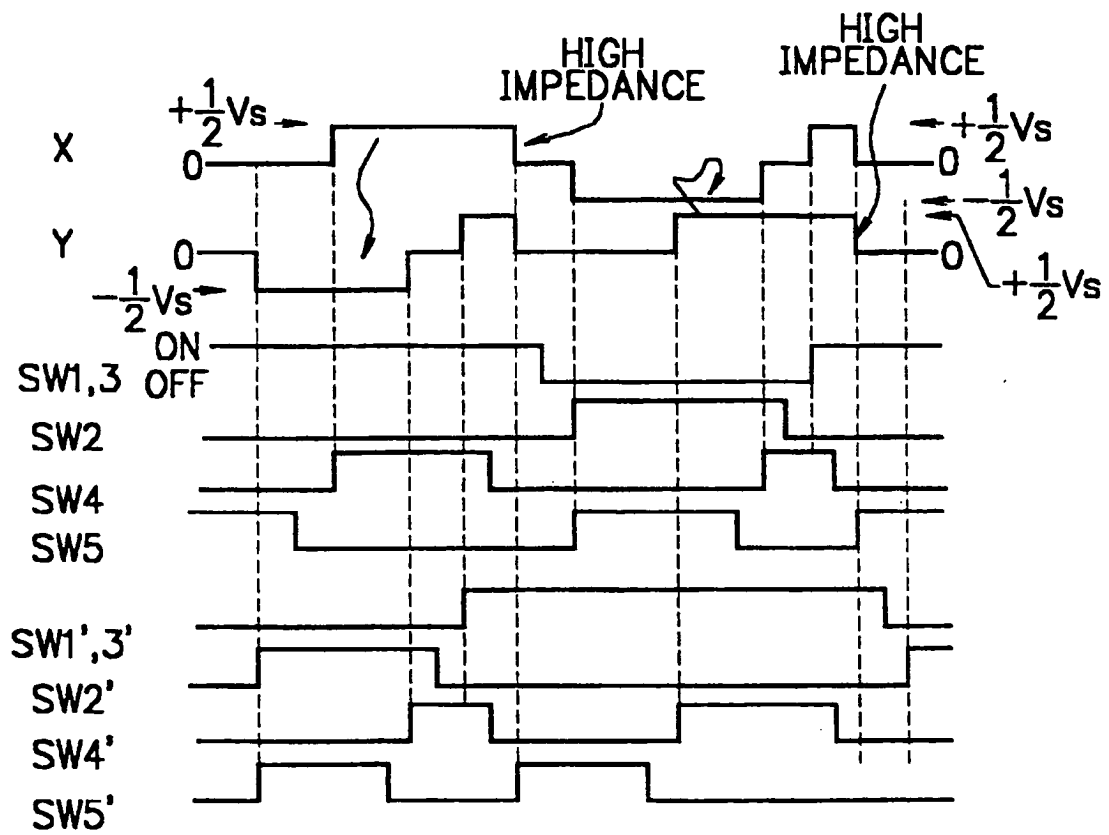 HIGH
IMPEDANCE
HIGH
IMPEDANCE
+1/2Vs
X
0
+1/2Vs
0
-1/2Vs
Y
0
0
-1/2Vs
+1/2Vs
ON
SW1,3 OFF
SW2
SW4
SW5
SW1',3'
SW2'
SW4'
SW5'